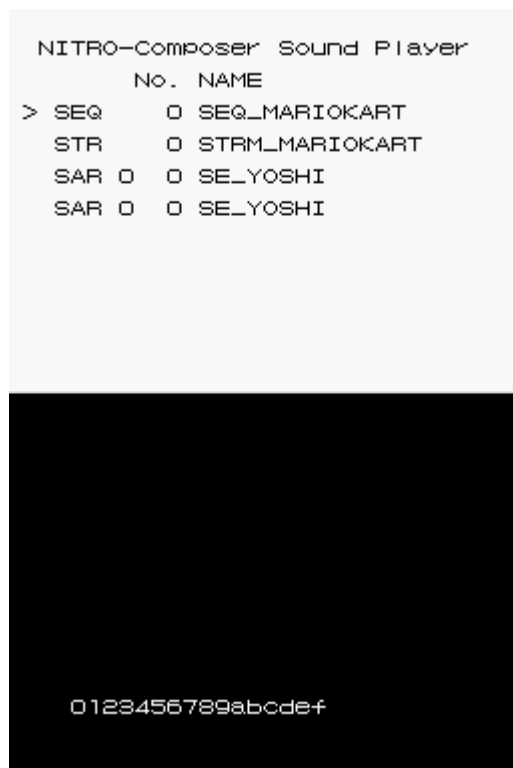 NITRO-Composer Sound Player
No. NAME
> SEQ 0 SEQ_MARIOKART
STR 0 STRM_MARIOKART
SAR 0 0 SE_YOSHI
SAR 0 0 SE_YOSHI
0123456789abcdef